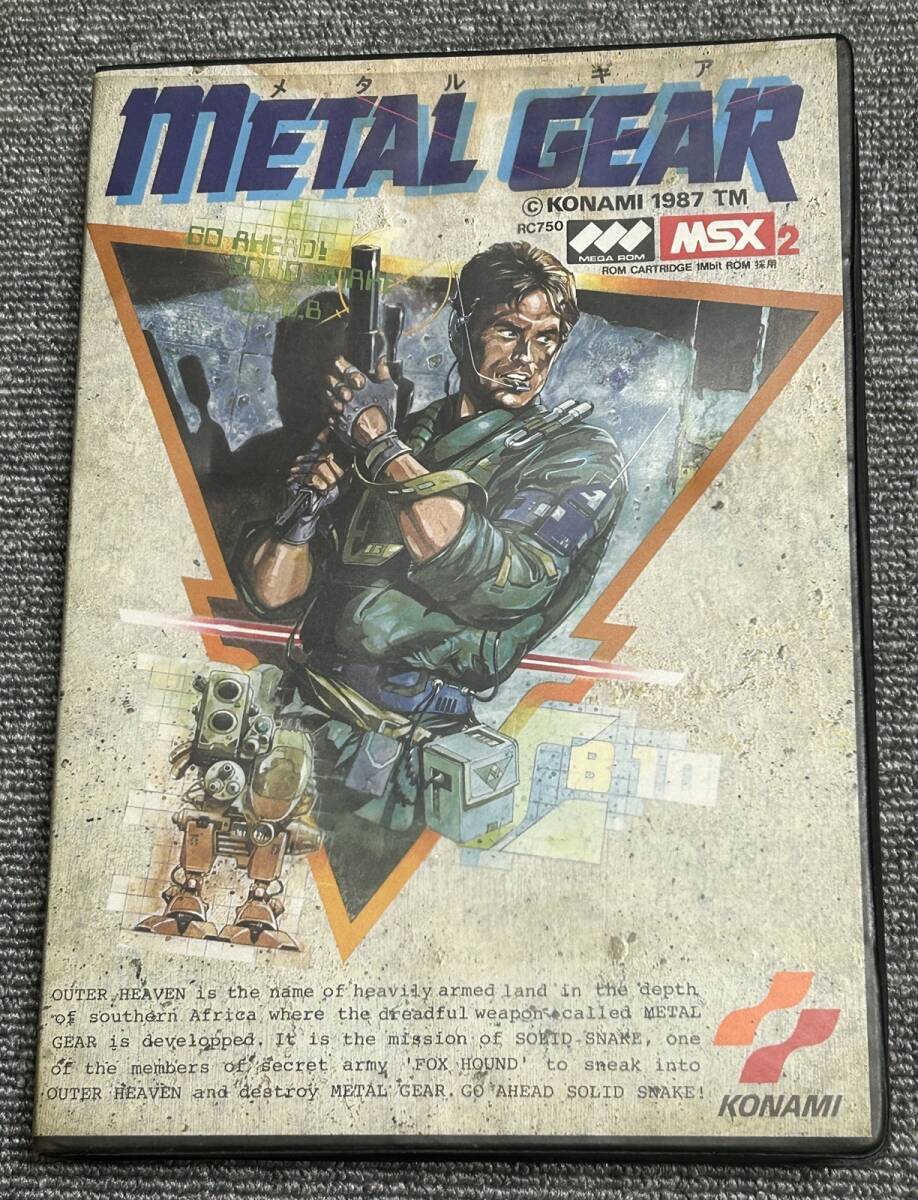 メタルギア
METAL GEAR
© KONAMI 1987 TM
RC750
MEGA ROM
MSX2
ROM CARTRIDGE 1Mbit ROM 採用
GO AHEAD!
B 10
OUTER HEAVEN is the name of heavily armed land in the depth
of southern Africa where the dreadful weapon called METAL
GEAR is developped. It is the mission of SOLID SNAKE, one
of the members of secret army 'FOX HOUND' to sneak into
OUTER HEAVEN and destroy METAL GEAR. GO AHEAD SOLID SNAKE!
KONAMI